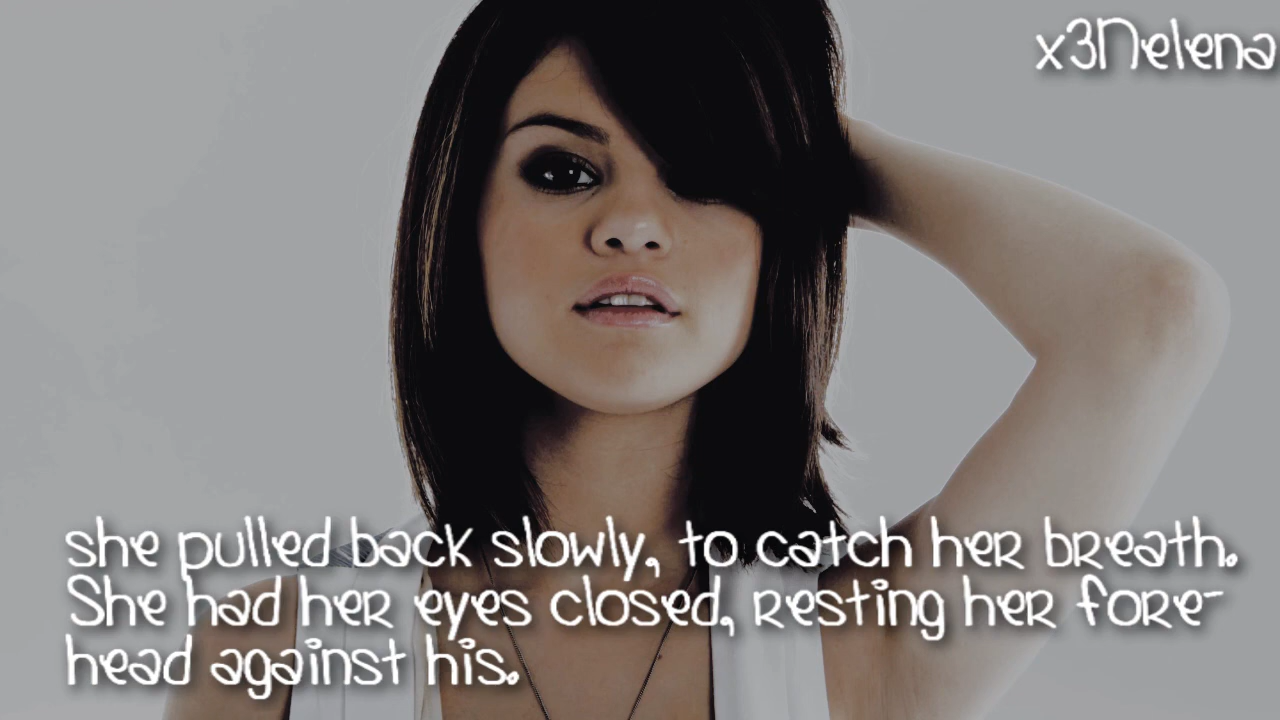 x3Nelena
she pulled back slowly, to catch her breath.
She had her eyes closed, resting her fore-
head against his.